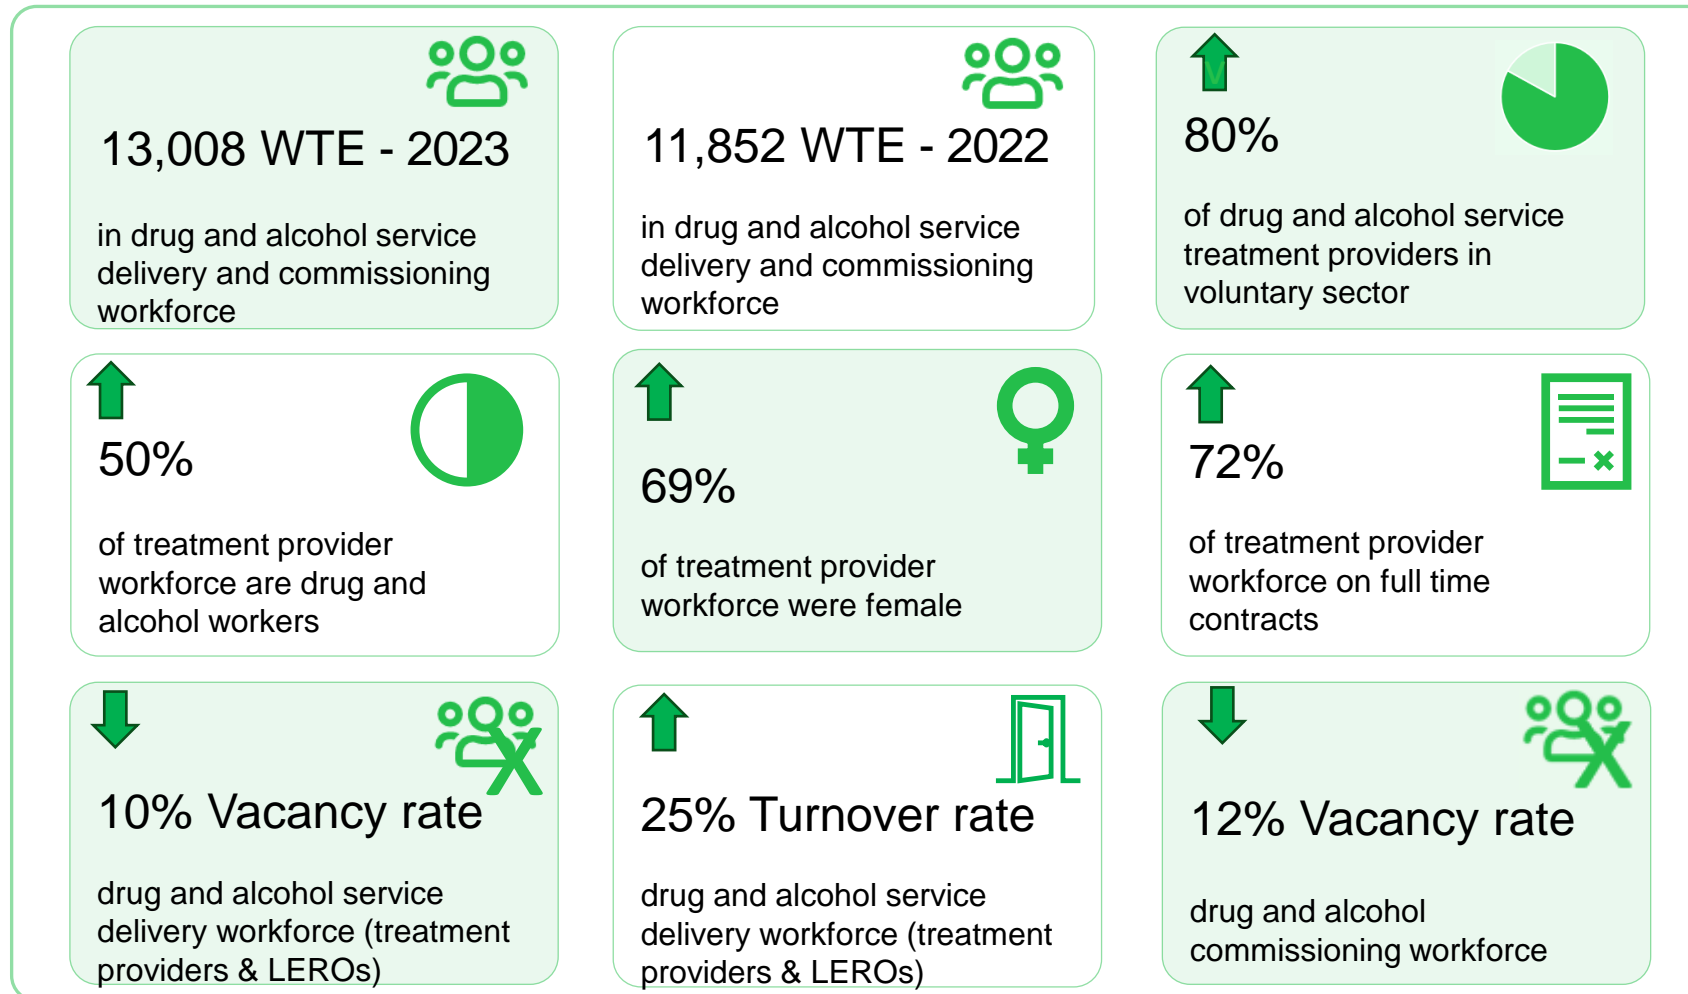 13,008 WTE - 2023
in drug and alcohol service
delivery and commissioning
workforce
11,852 WTE - 2022
in drug and alcohol service
delivery and commissioning
workforce
80%
of drug and alcohol service
treatment providers in
voluntary sector
50%
of treatment provider
workforce are drug and
alcohol workers
69%
of treatment provider
workforce were female
72%
of treatment provider
workforce on full time
contracts
10% Vacancy rate
drug and alcohol service
delivery workforce (treatment
providers & LEROs)
25% Turnover rate
drug and alcohol service
delivery workforce (treatment
providers & LEROs)
12% Vacancy rate
drug and alcohol
commissioning workforce